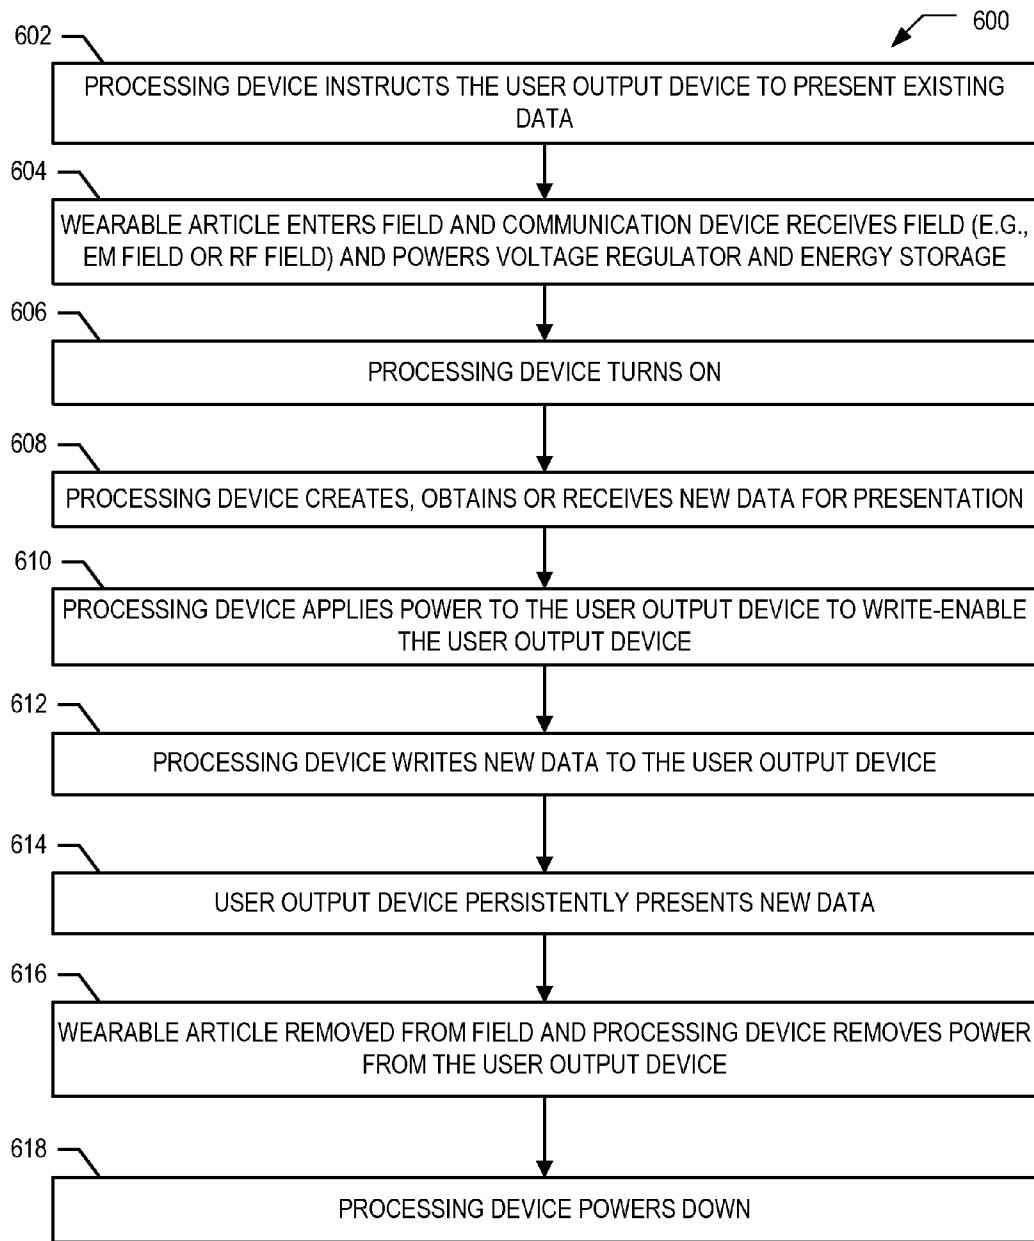 600
602
PROCESSING DEVICE INSTRUCTS THE USER OUTPUT DEVICE TO PRESENT EXISTING
DATA
604
WEARABLE ARTICLE ENTERS FIELD AND COMMUNICATION DEVICE RECEIVES FIELD (E.G.,
EM FIELD OR RF FIELD) AND POWERS VOLTAGE REGULATOR AND ENERGY STORAGE
606
PROCESSING DEVICE TURNS ON
608
PROCESSING DEVICE CREATES, OBTAINS OR RECEIVES NEW DATA FOR PRESENTATION
610
PROCESSING DEVICE APPLIES POWER TO THE USER OUTPUT DEVICE TO WRITE-ENABLE
THE USER OUTPUT DEVICE
612
PROCESSING DEVICE WRITES NEW DATA TO THE USER OUTPUT DEVICE
614
USER OUTPUT DEVICE PERSISTENTLY PRESENTS NEW DATA
616
WEARABLE ARTICLE REMOVED FROM FIELD AND PROCESSING DEVICE REMOVES POWER
FROM THE USER OUTPUT DEVICE
618
PROCESSING DEVICE POWERS DOWN